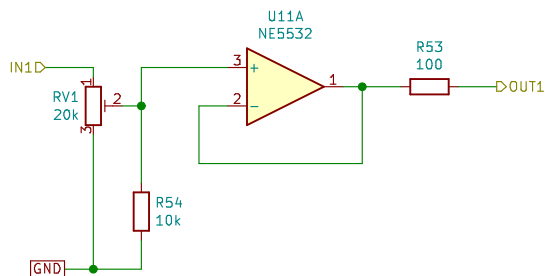 U11A
NE5532
R53
100
IN1
1
RV1
20k
2
3
3
+
2
-
1
OUT1
R54
10k
GND